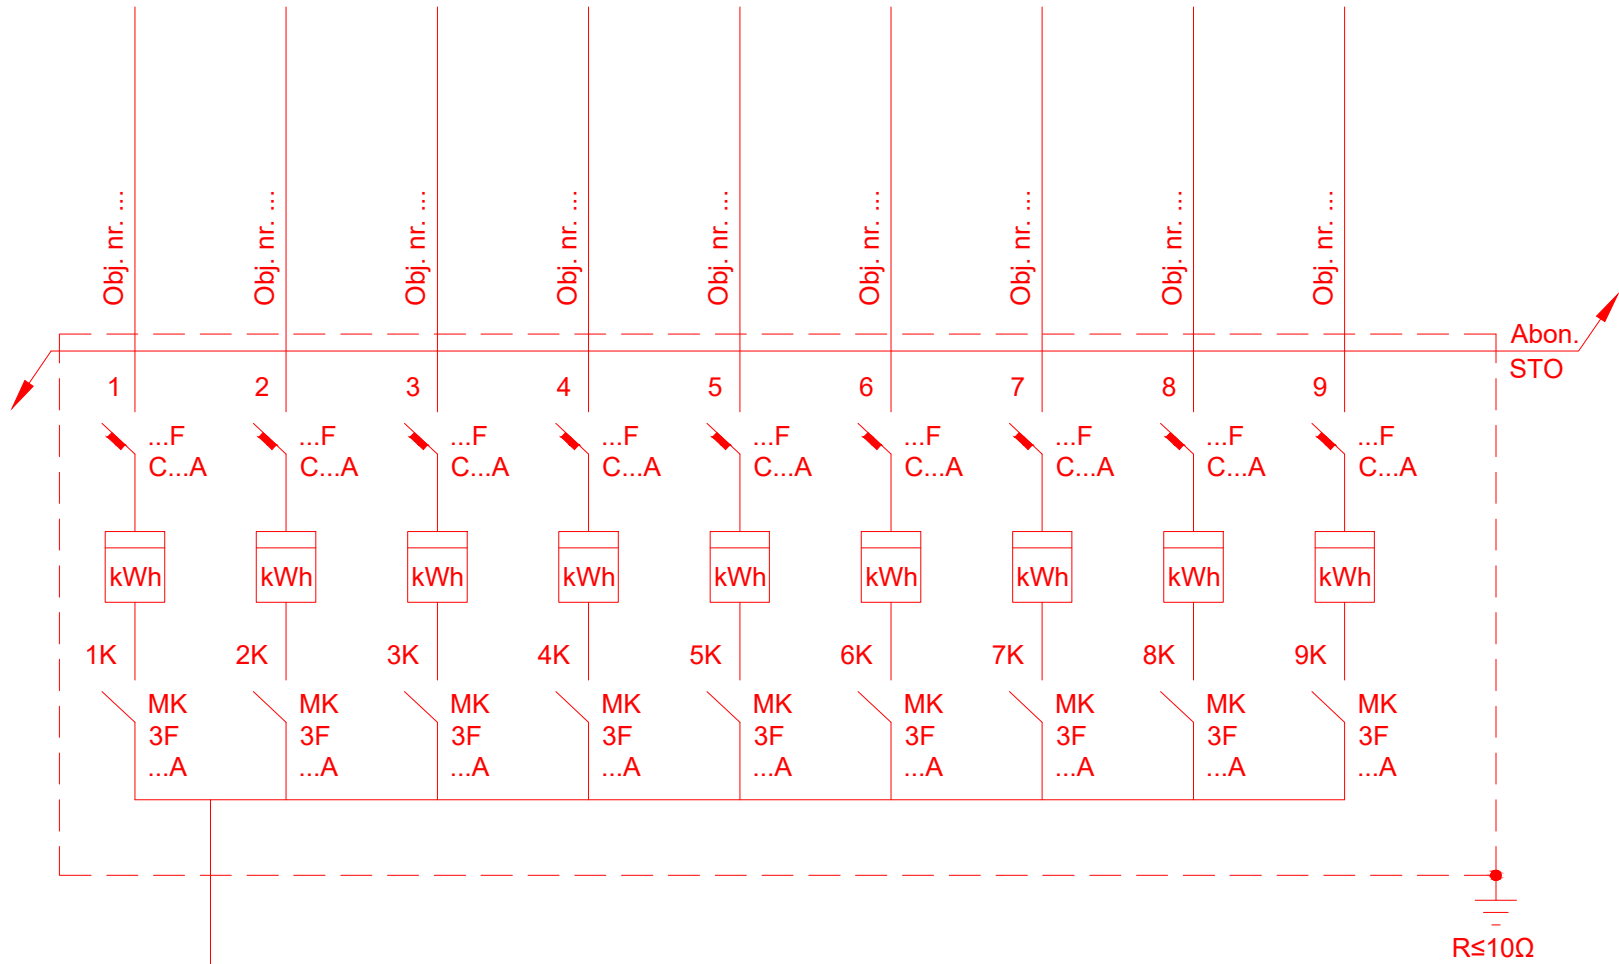 Obj. nr. ...
Obj. nr. ...
Obj. nr. ...
Obj. nr. ...
Obj. nr. ...
Obj. nr. ...
Obj. nr. ...
Obj. nr. ...
Obj. nr. ...
Abon.
STO
1
2
3
4
5
6
7
8
9
...F
C...A
...F
C...A
...F
C...A
...F
C...A
...F
C...A
...F
C...A
...F
C...A
...F
C...A
...F
C...A
kWh
kWh
kWh
kWh
kWh
kWh
kWh
kWh
kWh
1K
2K
3K
4K
5K
6K
7K
8K
9K
MK
3F
...A
MK
3F
...A
MK
3F
...A
MK
3F
...A
MK
3F
...A
MK
3F
...A
MK
3F
...A
MK
3F
...A
MK
3F
...A
R≤10Ω